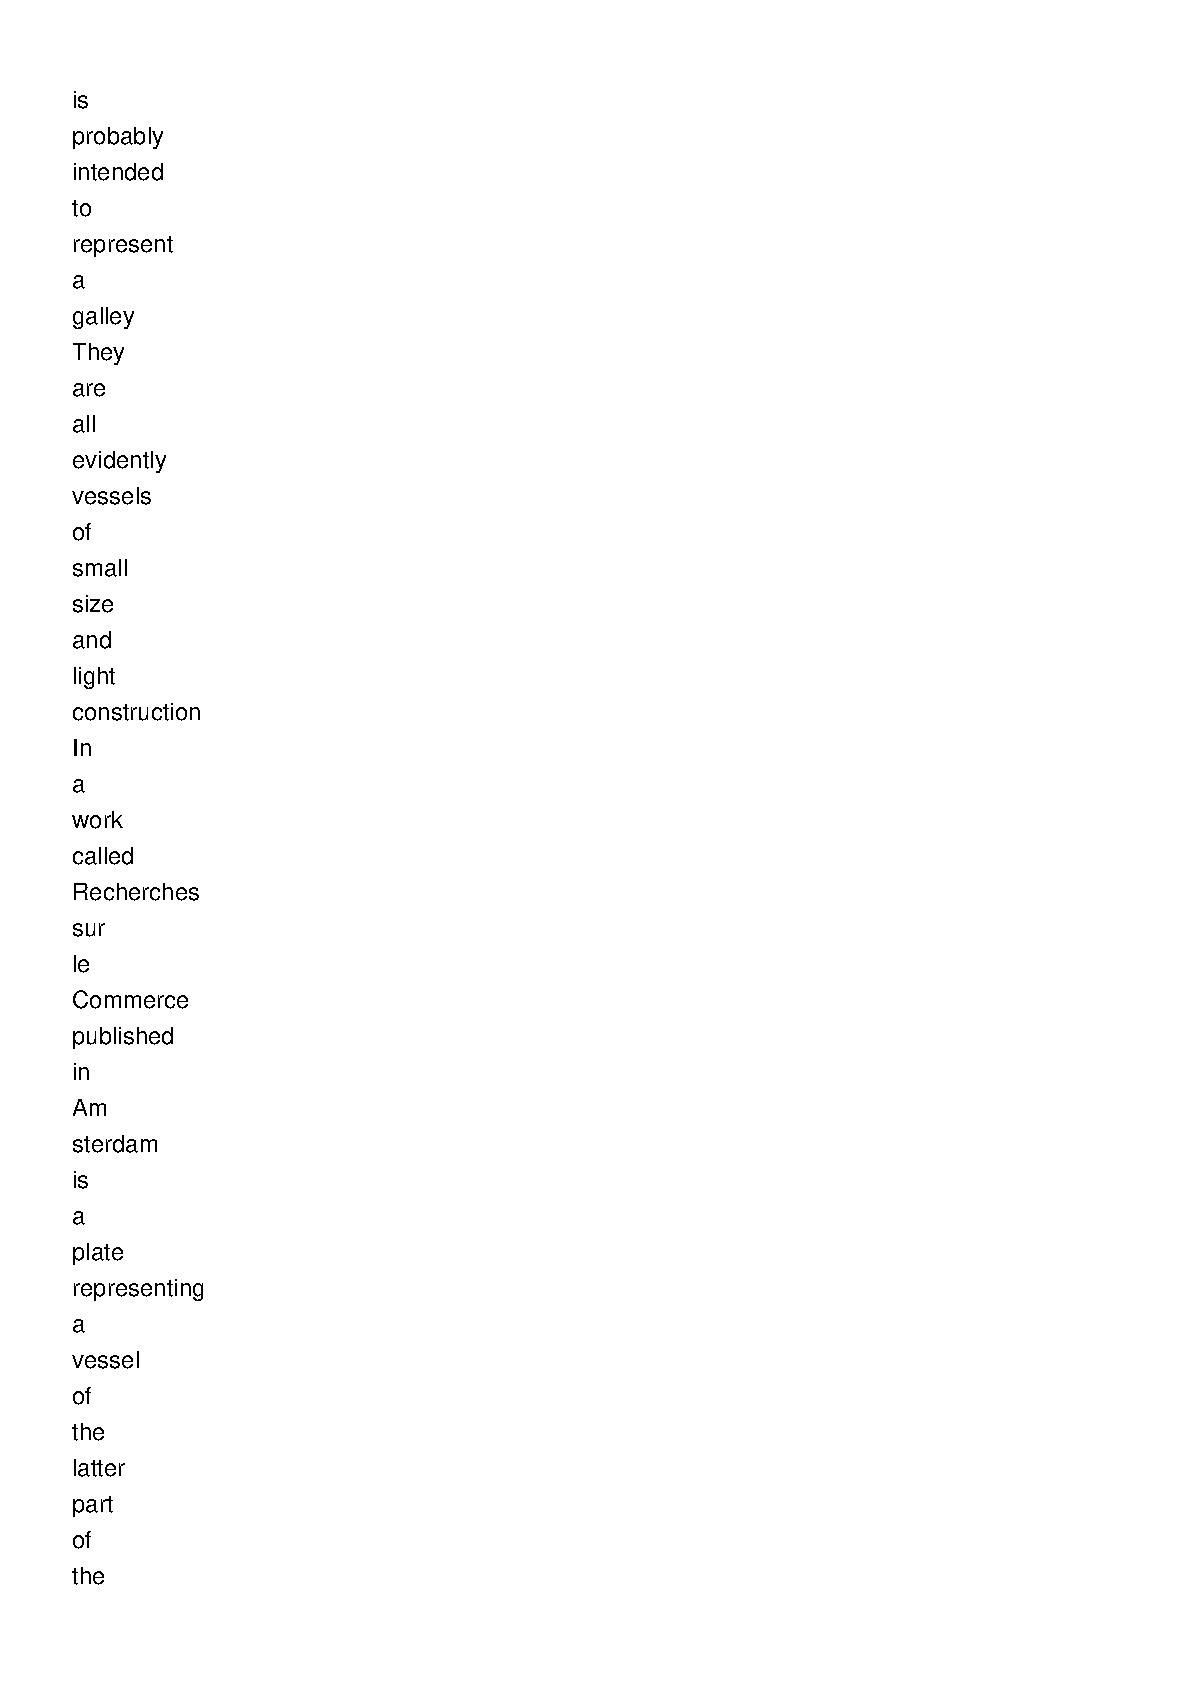 is
probably
intended
to
represent
a
galley
They
are
all
evidently
vessels
of
small
size
and
light
construction
In
a
work
called
Recherches
sur
le
Commerce
published
in
Am
sterdam
is
a
plate
representing
a
vessel
of
the
latter
part
of
the